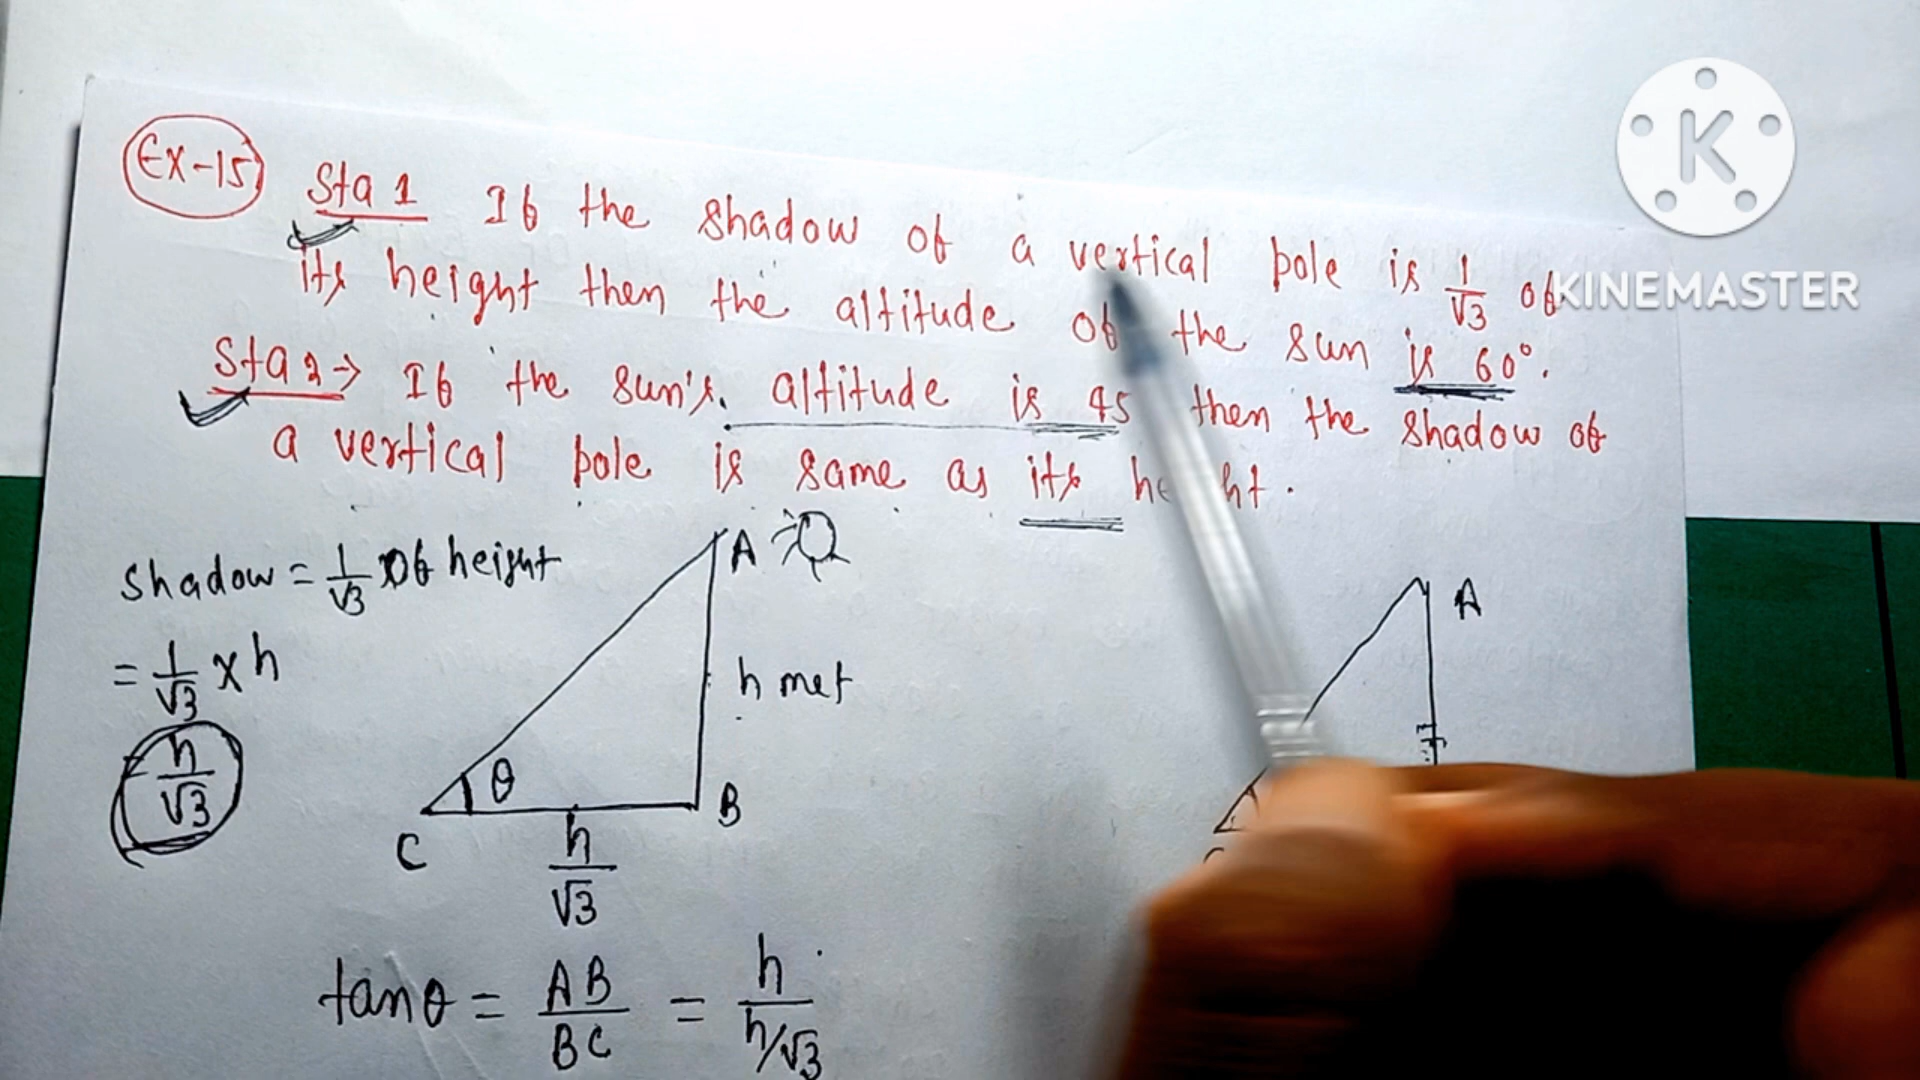 Ex-15
Sta 1 If the shadow of a vertical pole is 1/√3 of
its height then the altitude of the sun is 60°.
Sta 2→ If the sun's altitude is 45 then the shadow of
a vertical pole is same as its
shadow = 1/√3 of height
= 1/√3 x h
= h/√3
A
h met
θ
B
C
h/√3
tanθ = AB/BC = h/h/√3
A
K
KINEMASTER